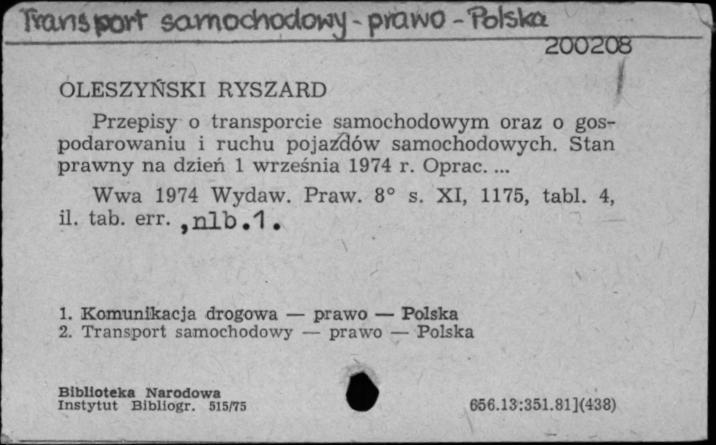 Transport samochodowy - prawo - Polska
200208
OLESZYŃSKI RYSZARD
Przepisy o transporcie samochodowym oraz o gos-
podarowaniu i ruchu pojazdów samochodowych. Stan
prawny na dzień 1 września 1974 r. Oprac. ...
Wwa 1974 Wydaw. Praw. 8° s. XI, 1175, tabl. 4,
il. tab. err. ,nlb.1.
1. Komunikacja drogowa — prawo — Polska
2. Transport samochodowy — prawo — Polska
Biblioteka Narodowa
Instytut Bibliogr. 515/75
656.13:351.81](438)